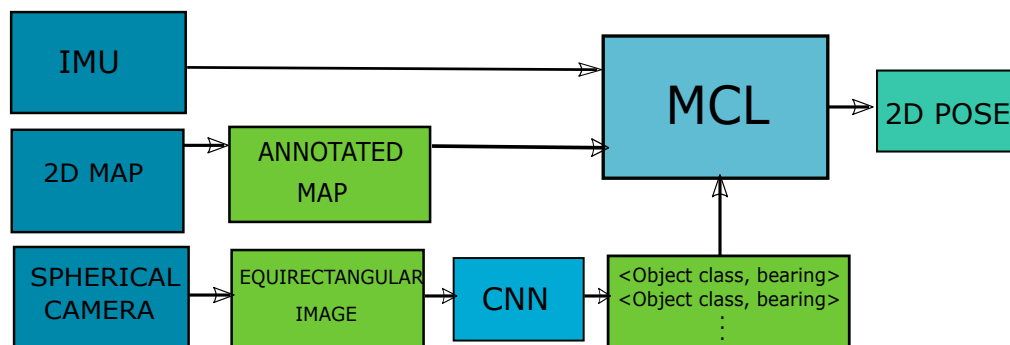 IMU
MCL
2D POSE
2D MAP
ANNOTATED
MAP
SPHERICAL
CAMERA
EQUIRECTANGULAR
IMAGE
CNN
<Object class, bearing>
<Object class, bearing>
⋮